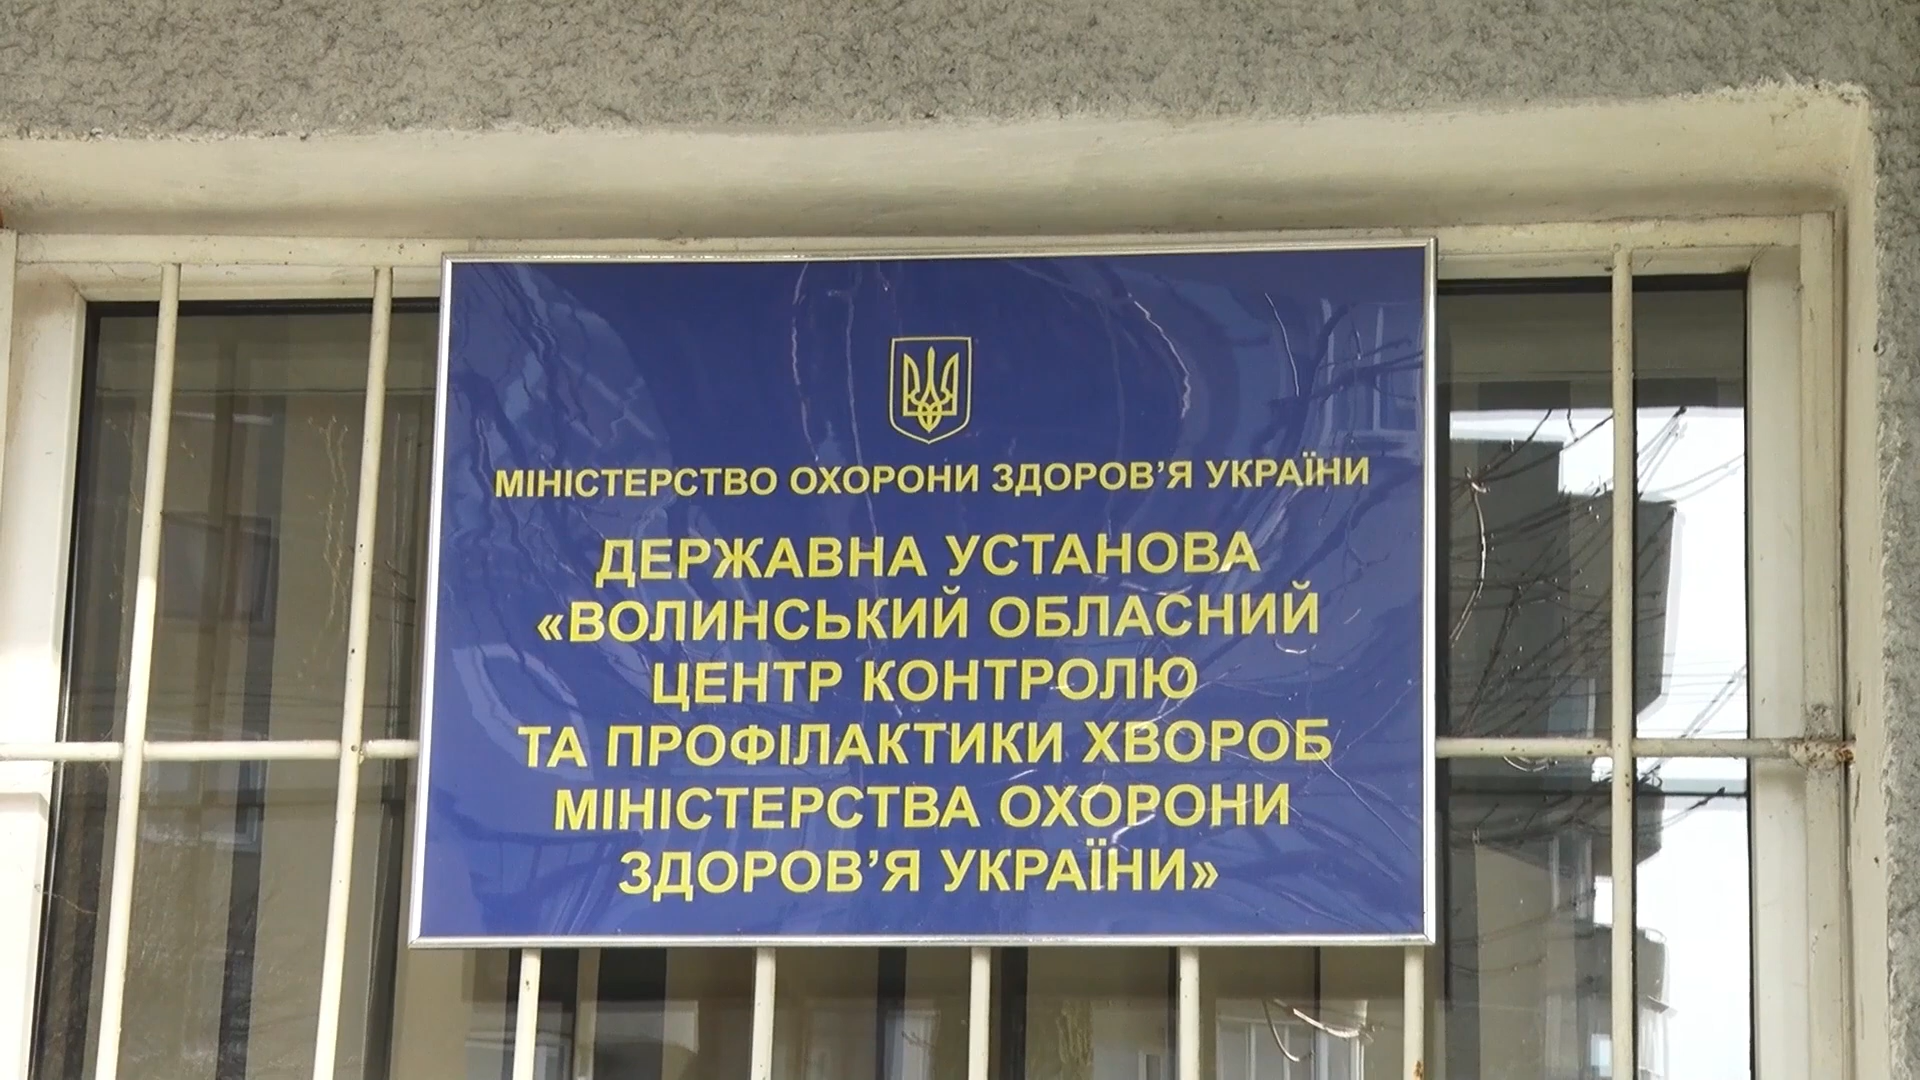 МІНІСТЕРСТВО ОХОРОНИ ЗДОРОВ’Я УКРАЇНИ
ДЕРЖАВНА УСТАНОВА
«ВОЛИНСЬКИЙ ОБЛАСНИЙ
ЦЕНТР КОНТРОЛЮ
ТА ПРОФІЛАКТИКИ ХВОРОБ
МІНІСТЕРСТВА ОХОРОНИ
ЗДОРОВ’Я УКРАЇНИ»